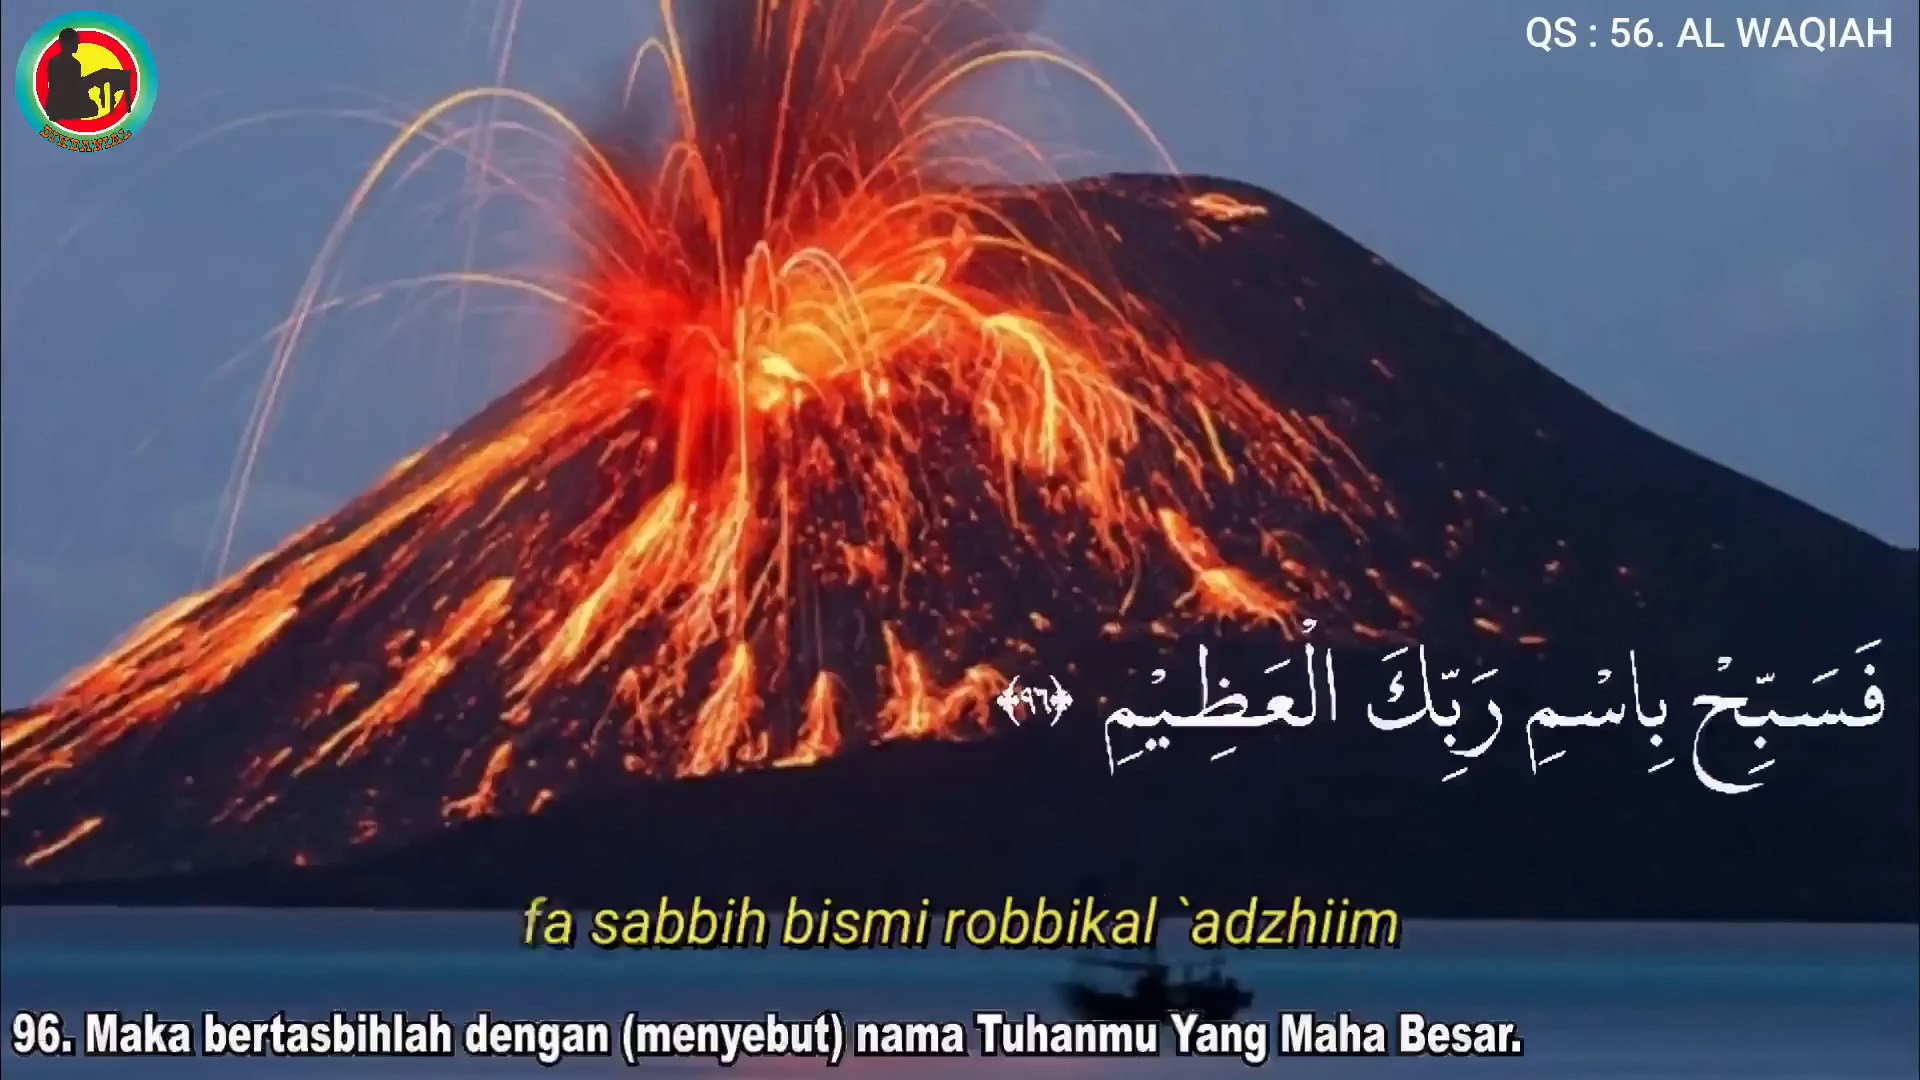 QS : 56. AL WAQIAH
DIKDANIAL
فَسَبِّحْ بِاسْمِ رَبِّكَ الْعَظِيْمِ ﴿٩٦﴾
fa sabbih bismi robbikal `adzhiim
96. Maka bertasbihlah dengan (menyebut) nama Tuhanmu Yang Maha Besar.